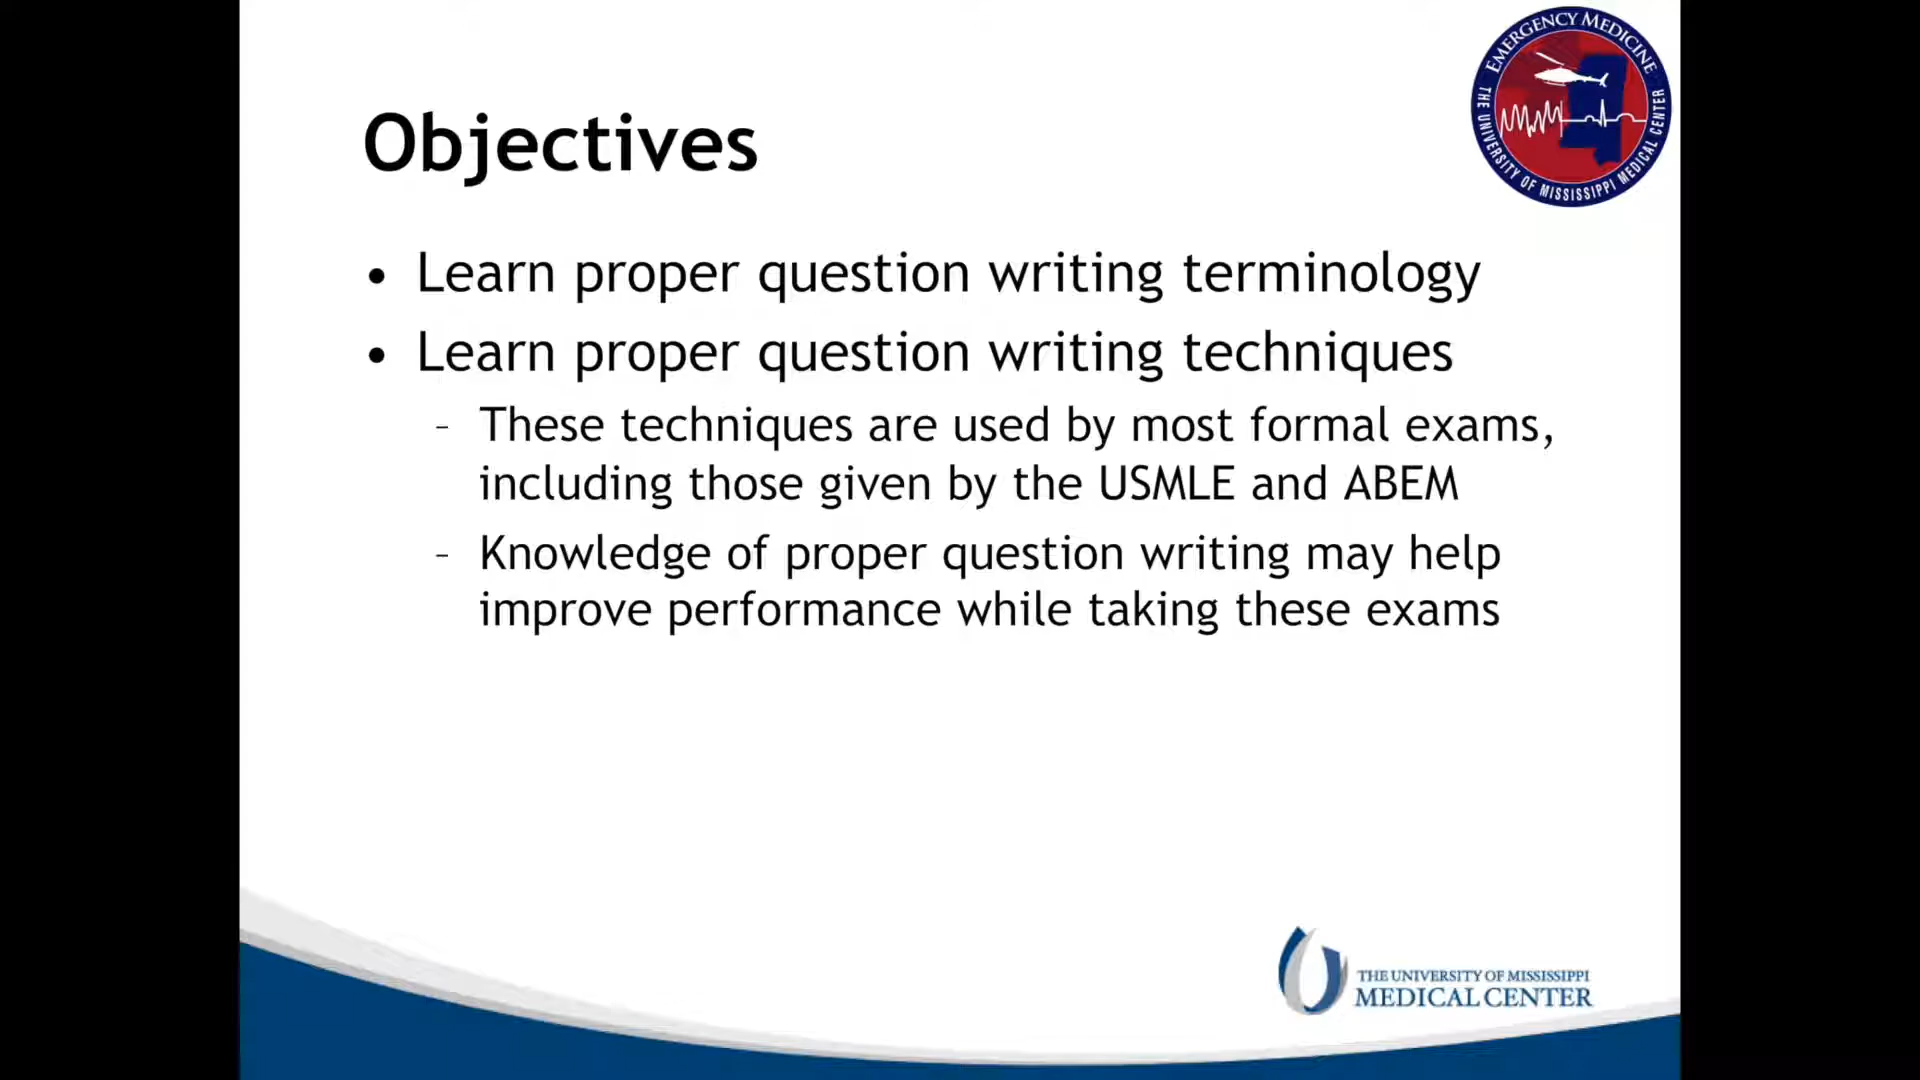 EMERGENCY MEDICINE
THE UNIVERSITY OF MISSISSIPPI MEDICAL CENTER
Objectives
• Learn proper question writing terminology
• Learn proper question writing techniques
– These techniques are used by most formal exams,
including those given by the USMLE and ABEM
– Knowledge of proper question writing may help
improve performance while taking these exams
THE UNIVERSITY OF MISSISSIPPI
MEDICAL CENTER